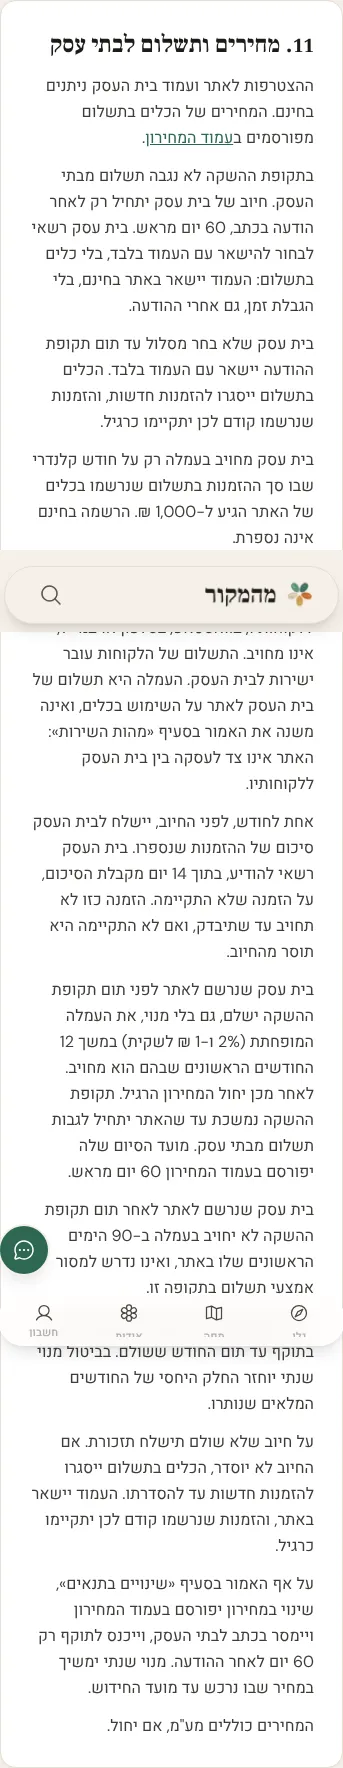 11. מחירים ותשלום לבתי עסק
ההצטרפות לאתר ועמוד בית העסק ניתנים
בחינם. המחירים של הכלים בתשלום
מפורסמים בעמוד המחירון.
בתקופת ההשקה לא נגבה תשלום מבתי
העסק. חיוב של בית עסק יתחיל רק לאחר
הודעה בכתב, 60 יום מראש. בית עסק רשאי
לבחור להישאר עם העמוד בלבד, בלי כלים
בתשלום: העמוד יישאר באתר בחינם, בלי
הגבלת זמן, גם אחרי ההודעה.
בית עסק שלא בחר מסלול עד תום תקופת
ההודעה יישאר עם העמוד בלבד. הכלים
בתשלום ייסגרו להזמנות חדשות, והזמנות
שנרשמו קודם לכן יתקיימו כרגיל.
בית עסק מחויב בעמלה רק על חודש קלנדרי
שבו סך ההזמנות בתשלום שנרשמו בכלים
של האתר הגיע ל-1,000 ₪. הרשמה בחינם
אינה נספרת.
מהמקור
אינו מחויב. התשלום של הלקוחות עובר
ישירות לבית העסק. העמלה היא תשלום של
בית העסק לאתר על השימוש בכלים, ואינה
משנה את האמור בסעיף «מהות השירות»:
האתר אינו צד לעסקה בין בית העסק
ללקוחותיו.
אחת לחודש, לפני החיוב, יישלח לבית העסק
סיכום של ההזמנות שנספרו. בית העסק
רשאי להודיע, בתוך 14 יום מקבלת הסיכום,
על הזמנה שלא התקיימה. הזמנה כזו לא
תחויב עד שתיבדק, ואם לא התקיימה היא
תוסר מהחיוב.
בית עסק שנרשם לאתר לפני תום תקופת
ההשקה ישלם, גם בלי מנוי, את העמלה
המופחתת (2% ו-1 ₪ לשקית) במשך 12
החודשים הראשונים שבהם הוא מחויב.
לאחר מכן יחול המחירון הרגיל. תקופת
ההשקה נמשכת עד שהאתר יתחיל לגבות
תשלום מבתי עסק. מועד הסיום שלה
יפורסם בעמוד המחירון 60 יום מראש.
בית עסק שנרשם לאתר לאחר תום תקופת
ההשקה לא יחויב בעמלה ב-90 הימים
הראשונים שלו באתר, ואינו נדרש למסור
אמצעי תשלום בתקופה זו.
גלי מפה אודות חשבון
בתוקף עד תום החודש ששולם. בביטול מנוי
שנתי יוחזר החלק היחסי של החודשים
המלאים שנותרו.
על חיוב שלא שולם תישלח תזכורת. אם
החיוב לא יוסדר, הכלים בתשלום ייסגרו
להזמנות חדשות עד להסדרתו. העמוד יישאר
באתר, והזמנות שנרשמו קודם לכן יתקיימו
כרגיל.
על אף האמור בסעיף «שינויים בתנאים»,
שינוי במחירון יפורסם בעמוד המחירון
ויימסר בכתב לבתי העסק, וייכנס לתוקף רק
60 יום לאחר ההודעה. מנוי שנתי ימשיך
במחיר שבו נרכש עד מועד החידוש.
המחירים כוללים מע"מ, אם יחול.